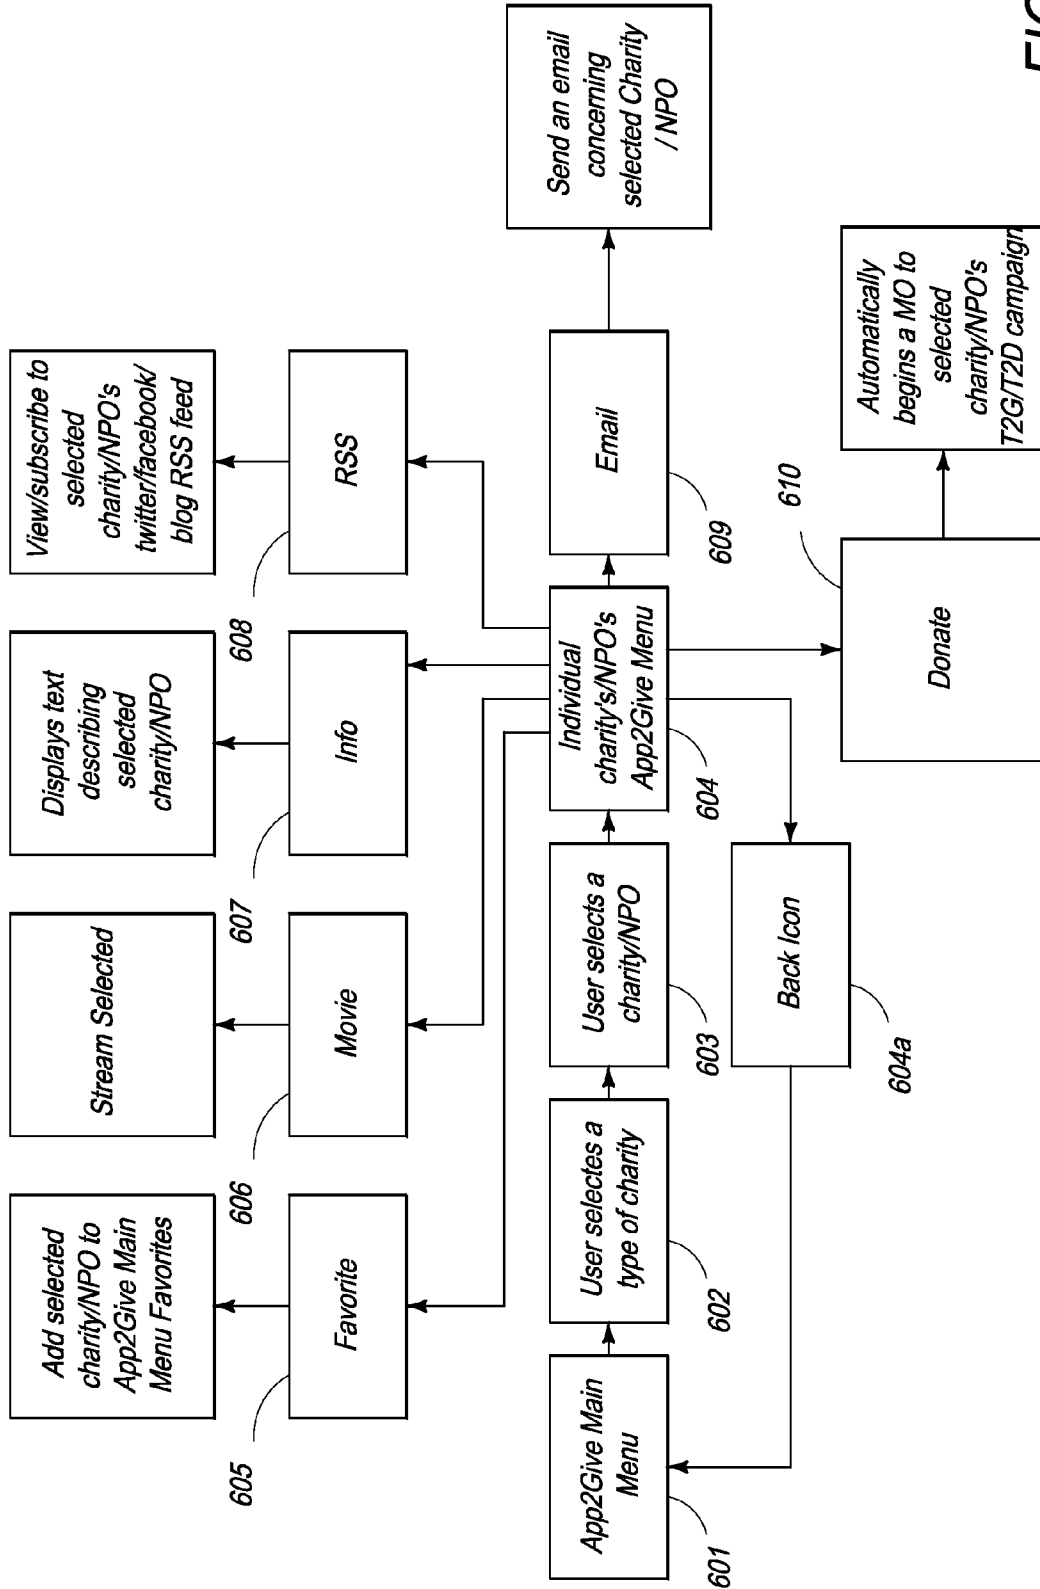 Add selected
charity/NPO to
App2Give Main
Menu Favorites
Stream Selected
Displays text
describing
selected
charity/NPO
View/subscribe to
selected
charity/NPO's
twitter/facebook/
blog RSS feed
605
606
607
608
Favorite
Movie
Info
RSS
App2Give Main
Menu
User selectes a
type of charity
User selects a
charity/NPO
Individual
charity's/NPO's
App2Give Menu
Email
Send an email
concerning
selected Charity
/ NPO
601
602
603
604
609
Back Icon
604a
610
Donate
Automatically
begins a MO to
selected
charity/NPO's
T2G/T2D campaign